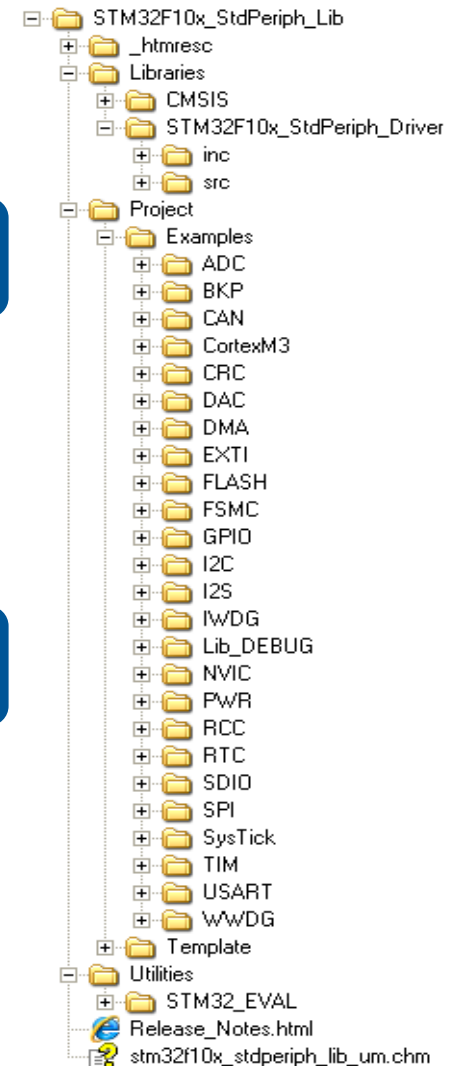 STM32F10x_StdPeriph_Lib
_htmresc
Libraries
CMSIS
STM32F10x_StdPeriph_Driver
inc
src
Project
Examples
ADC
BKP
CAN
CortexM3
CRC
DAC
DMA
EXTI
FLASH
FSMC
GPIO
I2C
I2S
IWDG
Lib_DEBUG
NVIC
PWR
RCC
RTC
SDIO
SPI
SysTick
TIM
USART
WWDG
Template
Utilities
STM32_EVAL
Release_Notes.html
stm32f10x_stdperiph_lib_um.chm